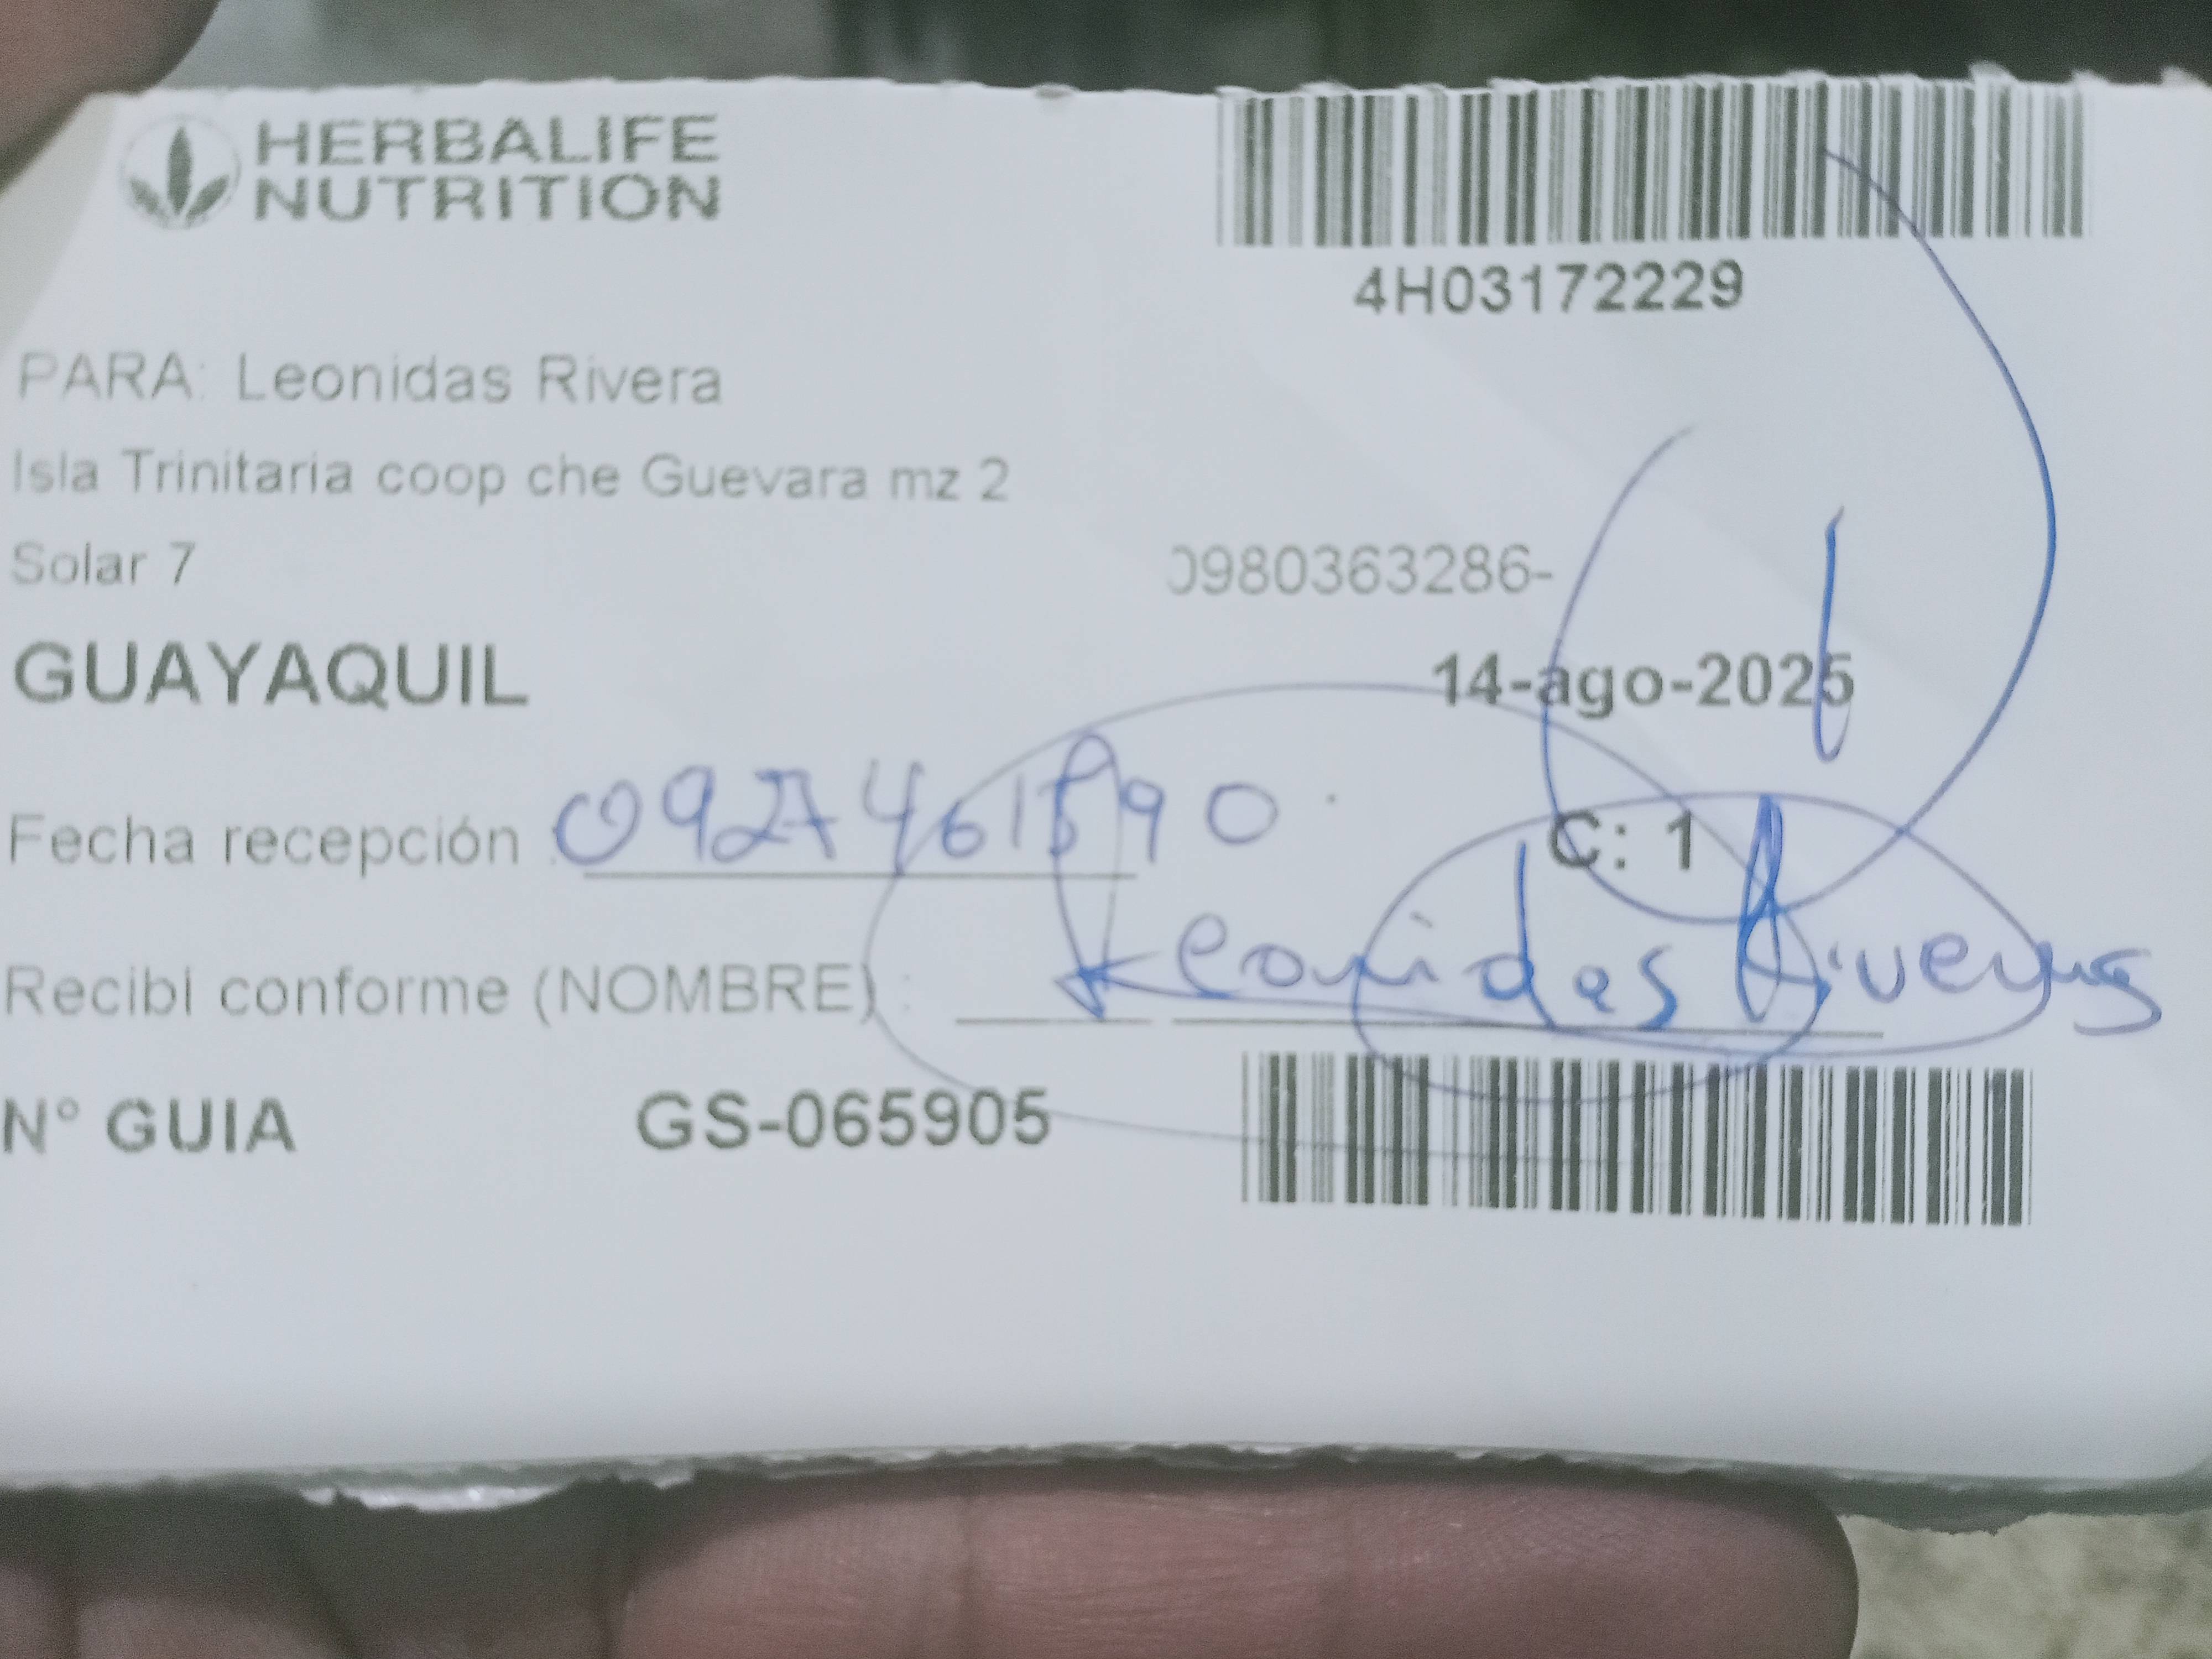 HERBALIFE
NUTRITION
4H03172229
PARA: Leonidas Rivera
Isla Trinitaria coop che Guevara mz 2
Solar 7
0980363286-
GUAYAQUIL
14-ago-2025
Fecha recepción :
C: 1
Recibí conforme (NOMBRE) : Leonidas
N° GUIA GS-065905